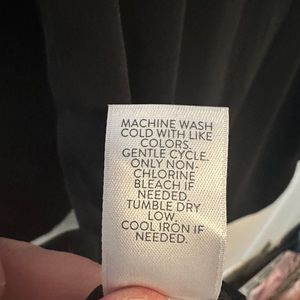 MACHINE WASH
COLD WITH LIKE
COLORS.
GENTLE CYCLE.
ONLY NON-
CHLORINE
BLEACH IF
NEEDED.
TUMBLE DRY
LOW.
COOL IRON IF
NEEDED.